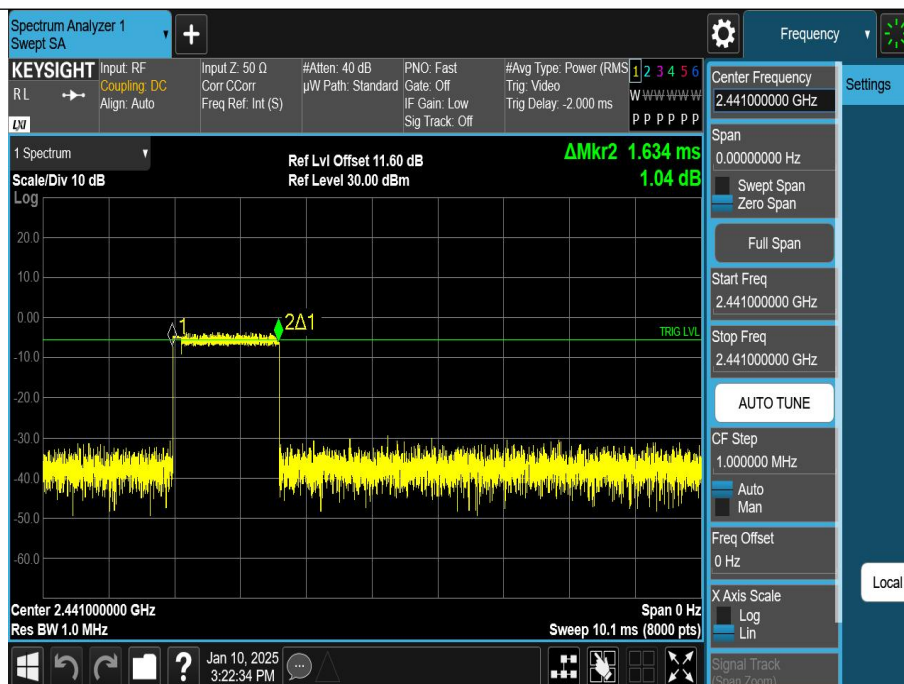 Spectrum Analyzer 1
Swept SA
+
Frequency
KEYSIGHT
R L
LXI
Input: RF
Coupling: DC
Align: Auto
Input Z: 50 Ω
Corr CCorr
Freq Ref: Int (S)
#Atten: 40 dB
µW Path: Standard
PNO: Fast
Gate: Off
IF Gain: Low
Sig Track: Off
#Avg Type: Power (RMS
Trig: Video
Trig Delay: -2.000 ms
1 2 3 4 5 6
W W W W W W
P P P P P P
1 Spectrum
Scale/Div 10 dB
Log
Ref Lvl Offset 11.60 dB
Ref Level 30.00 dBm
ΔMkr2 1.634 ms
1.04 dB
20.0
10.0
0.00
-10.0
-20.0
-30.0
-40.0
-50.0
-60.0
1
2Δ1
TRIG LVL
Center 2.441000000 GHz
Res BW 1.0 MHz
Span 0 Hz
Sweep 10.1 ms (8000 pts)
Center Frequency
2.441000000 GHz
Span
0.00000000 Hz
Swept Span
Zero Span
Full Span
Start Freq
2.441000000 GHz
Stop Freq
2.441000000 GHz
AUTO TUNE
CF Step
1.000000 MHz
Auto
Man
Freq Offset
0 Hz
X Axis Scale
Log
Lin
Signal Track
(Span Zoom)
Settings
Local
?
Jan 10, 2025
3:22:34 PM